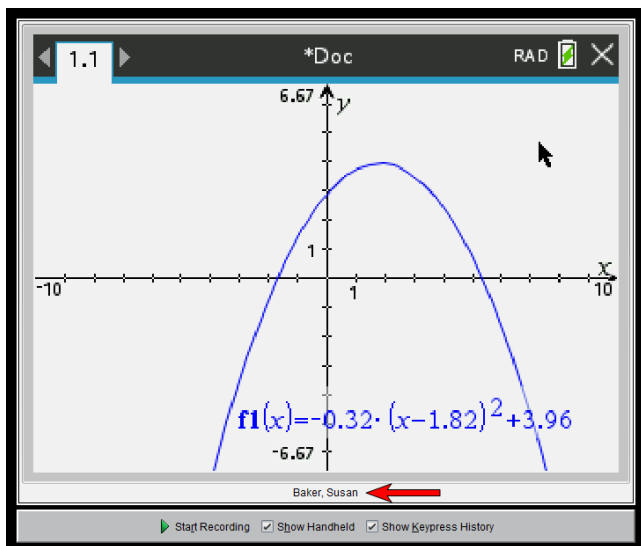 1.1 *Doc RAD
6.67 y
1
-10 1 x 10
f1(x)=-0.32·(x-1.82)²+3.96
-6.67
Baker, Susan
Start Recording Show Handheld Show Keypress History